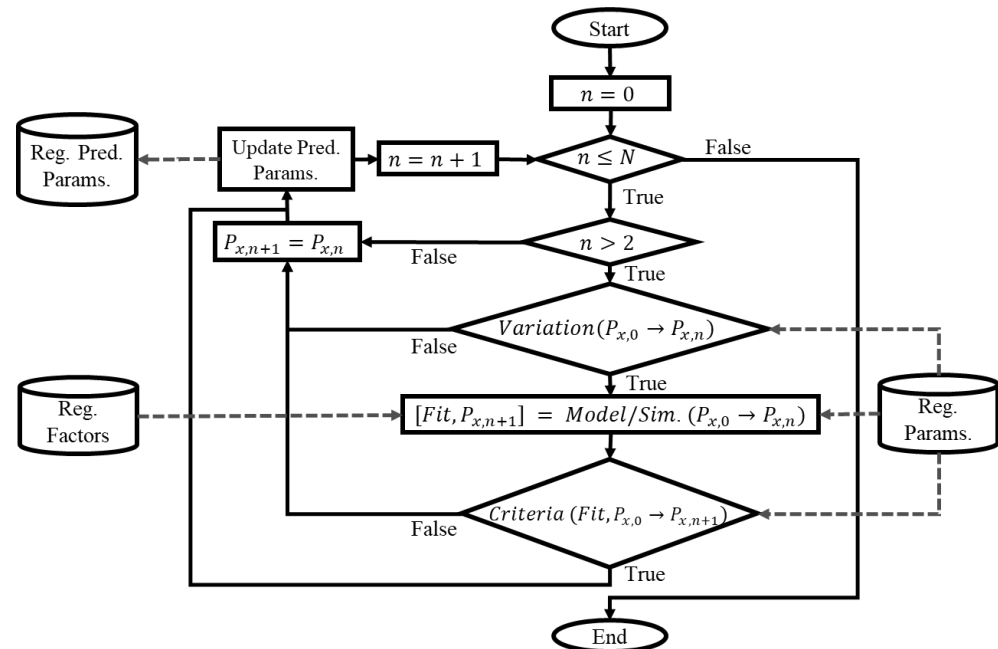 Start
n = 0
Reg. Pred.
Params.
Update Pred.
Params.
n = n + 1
n ≤ N
False
True
P_{x,n+1} = P_{x,n}
n > 2
False
True
Variation(P_{x,0} → P_{x,n})
False
True
Reg.
Factors
[Fit, P_{x,n+1}] = Model/Sim. (P_{x,0} → P_{x,n})
Reg.
Params.
Criteria (Fit, P_{x,0} → P_{x,n+1})
False
True
End